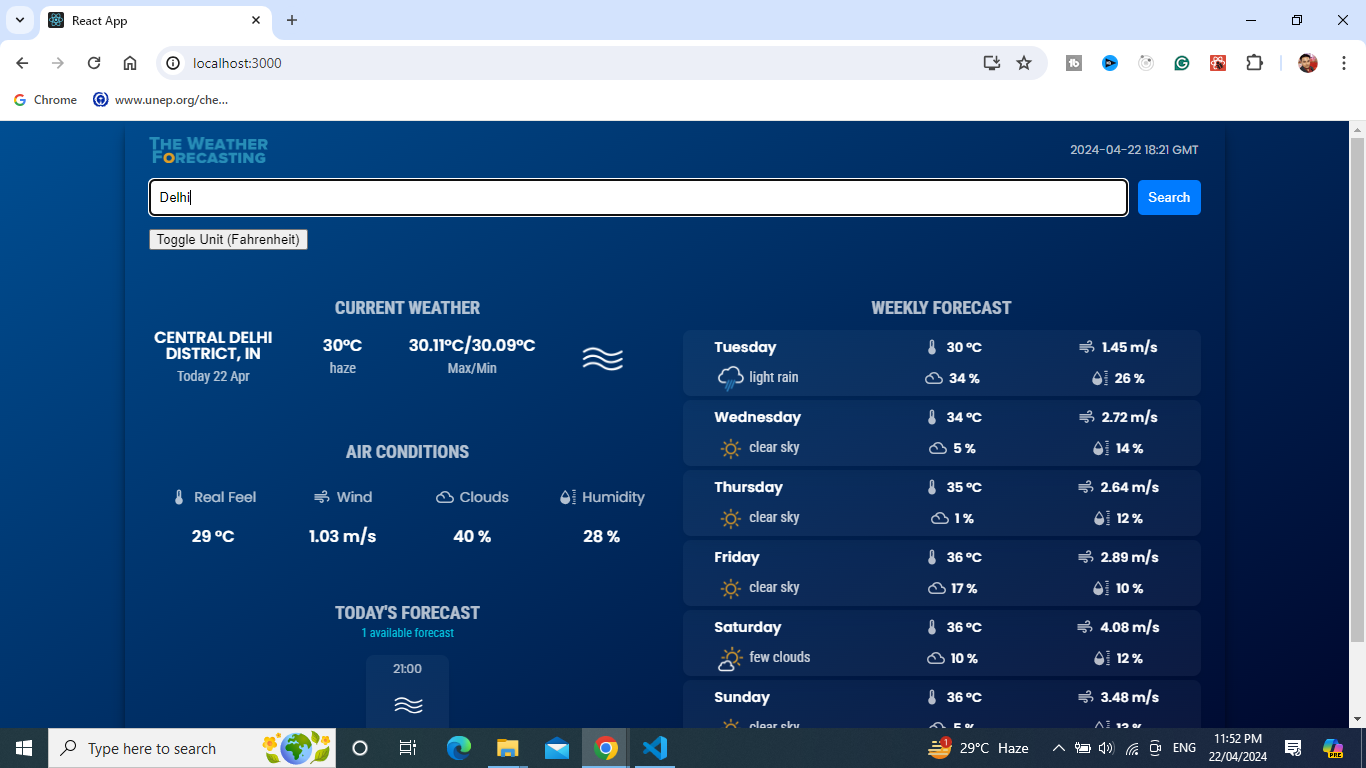 React App
localhost:3000
Chrome
www.unep.org/che...
THE WEATHER
FORECASTING
2024-04-22 18:21 GMT
Delhi
Search
Toggle Unit (Fahrenheit)
CURRENT WEATHER
CENTRAL DELHI
DISTRICT, IN
Today 22 Apr
30°C
haze
30.11°C/30.09°C
Max/Min
AIR CONDITIONS
Real Feel
Wind
Clouds
Humidity
29 °C
1.03 m/s
40 %
28 %
TODAY'S FORECAST
1 available forecast
21:00
WEEKLY FORECAST
Tuesday
30 °C
1.45 m/s
light rain
34 %
26 %
Wednesday
34 °C
2.72 m/s
clear sky
5 %
14 %
Thursday
35 °C
2.64 m/s
clear sky
1 %
12 %
Friday
36 °C
2.89 m/s
clear sky
17 %
10 %
Saturday
36 °C
4.08 m/s
few clouds
10 %
12 %
Sunday
36 °C
3.48 m/s
clear sky
5 %
13 %
Type here to search
1
29°C Haze
ENG
11:52 PM
22/04/2024
PRE